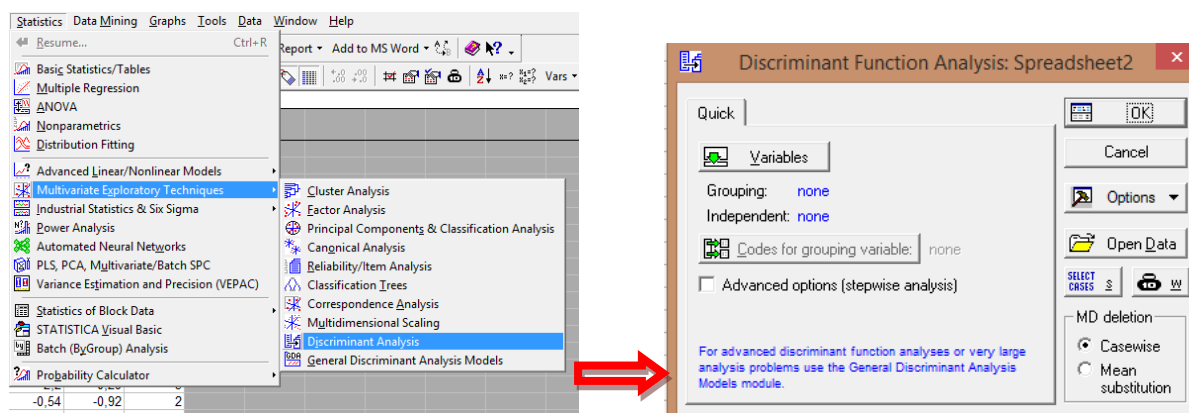 Statistics Data Mining Graphs Tools Data Window Help
Resume... Ctrl+R
Report Add to MS Word
Vars
Basic Statistics/Tables
Multiple Regression
ANOVA
Nonparametrics
Distribution Fitting
Advanced Linear/Nonlinear Models
Multivariate Exploratory Techniques
Industrial Statistics & Six Sigma
Power Analysis
Automated Neural Networks
PLS, PCA, Multivariate/Batch SPC
Variance Estimation and Precision (VEPAC)
Statistics of Block Data
STATISTICA Visual Basic
Batch (ByGroup) Analysis
Probability Calculator
-0,54 -0,92 2
Cluster Analysis
Factor Analysis
Principal Components & Classification Analysis
Canonical Analysis
Reliability/Item Analysis
Classification Trees
Correspondence Analysis
Multidimensional Scaling
Discriminant Analysis
General Discriminant Analysis Models
Discriminant Function Analysis: Spreadsheet2
Quick
Variables
Grouping: none
Independent: none
Codes for grouping variable: none
Advanced options (stepwise analysis)
For advanced discriminant function analyses or very large
analysis problems use the General Discriminant Analysis
Models module.
OK
Cancel
Options
Open Data
SELECT
CASES S W
MD deletion
Casewise
Mean
substitution